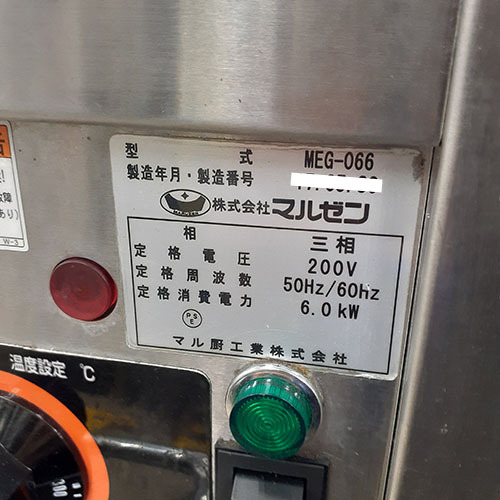 型式 MEG-066
製造年月・製造番号
株式会社マルゼン
相 三相
定格電圧 200V
定格周波数 50Hz/60Hz
定格消費電力 6.0kW
PSE
マル厨工業株式会社
温度設定 ℃
W-3